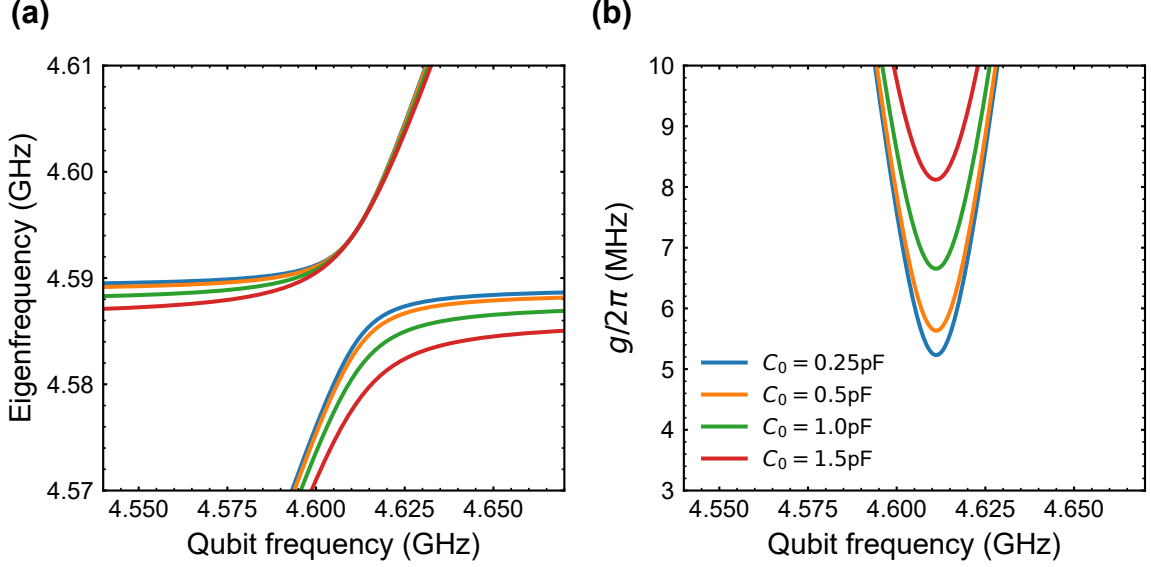 (a)
Eigenfrequency (GHz)
4.61
4.60
4.59
4.58
4.57
4.550
4.575
4.600
4.625
4.650
Qubit frequency (GHz)
(b)
g/2π (MHz)
10
9
8
7
6
5
4
3
C₀ = 0.25pF
C₀ = 0.5pF
C₀ = 1.0pF
C₀ = 1.5pF
4.550
4.575
4.600
4.625
4.650
Qubit frequency (GHz)